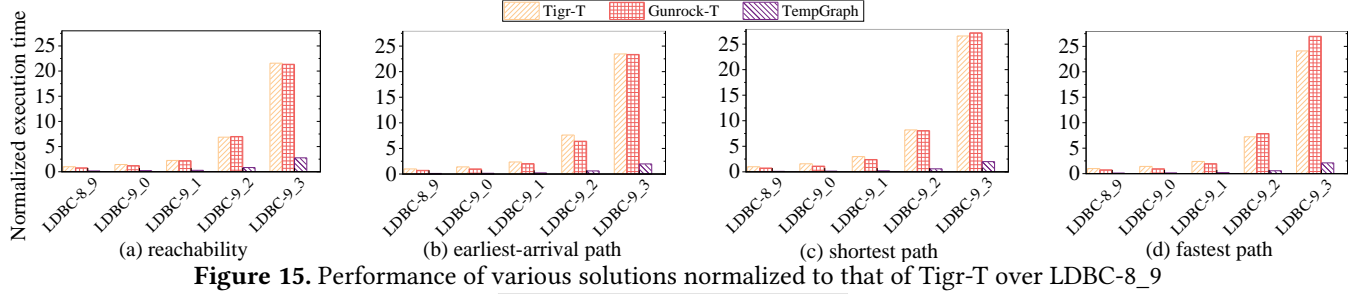 Tigr-T Gunrock-T TempGraph
Normalized execution time
25 20 15 10 5 0
LDBC-8_9 LDBC-9_0 LDBC-9_1 LDBC-9_2 LDBC-9_3
(a) reachability
25 20 15 10 5 0
LDBC-8_9 LDBC-9_0 LDBC-9_1 LDBC-9_2 LDBC-9_3
(b) earliest-arrival path
25 20 15 10 5 0
LDBC-8_9 LDBC-9_0 LDBC-9_1 LDBC-9_2 LDBC-9_3
(c) shortest path
25 20 15 10 5 0
LDBC-8_9 LDBC-9_0 LDBC-9_1 LDBC-9_2 LDBC-9_3
(d) fastest path
Figure 15. Performance of various solutions normalized to that of Tigr-T over LDBC-8_9